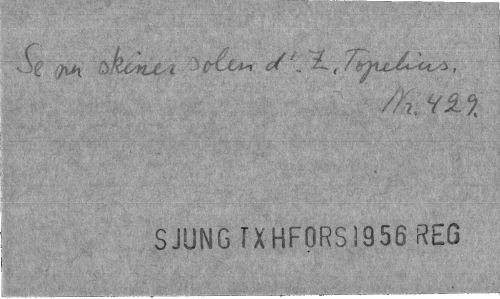 Se nu skiner solen d'. Z. Topelius.
Nr. 429.
SJUNG TXHFORS1956 REG